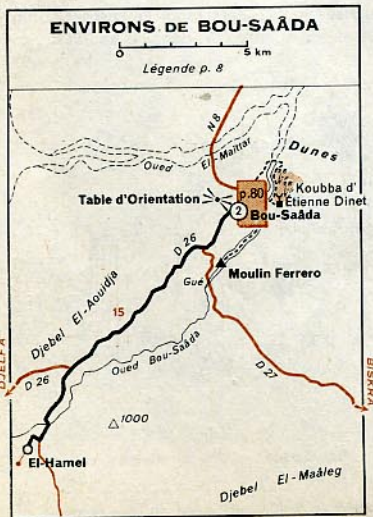 ENVIRONS DE BOU-SAÂDA
0 5 km
Légende p. 8
N 8
Oued El-Maïttar
Dunes
p.80
Table d'Orientation
Koubba d'
Étienne Dinet
2
Bou-Saâda
D 26
Moulin Ferrero
Gué
Djebel El-Aouidja
15
Oued Bou-Saâda
D 27
DJELFA
D 26
BISKRA
1000
El-Hamel
Djebel El-Maâleg